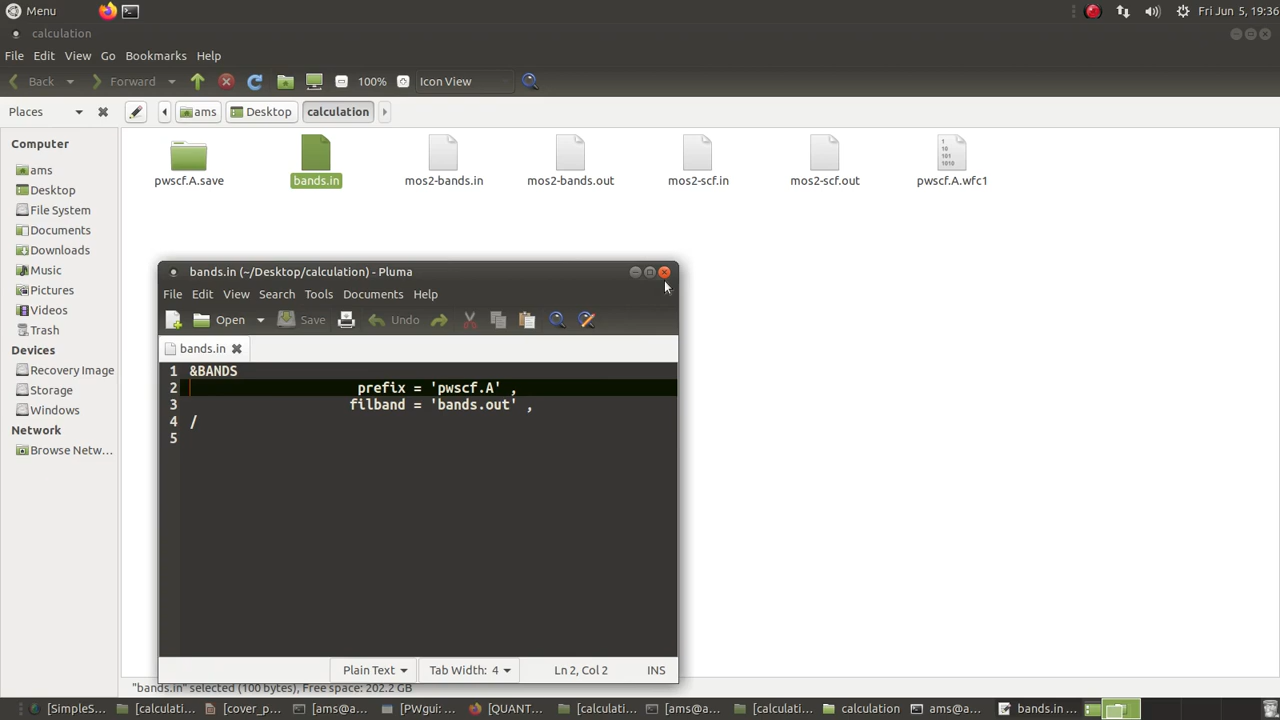 Menu
Fri Jun 5, 19:36
calculation
File Edit View Go Bookmarks Help
Back Forward 100% Icon View
Places ams Desktop calculation
Computer
ams
Desktop
File System
Documents
Downloads
Music
Pictures
Videos
Trash
Devices
Recovery Image
Storage
Windows
Network
Browse Netw...
pwscf.A.save bands.in mos2-bands.in mos2-bands.out mos2-scf.in mos2-scf.out pwscf.A.wfc1
1
10
101
1010
bands.in (~/Desktop/calculation) - Pluma
File Edit View Search Tools Documents Help
Open Save Undo
bands.in
1 &BANDS
2 prefix = 'pwscf.A' ,
3 filband = 'bands.out' ,
4 /
5
Plain Text Tab Width: 4 Ln 2, Col 2 INS
"bands.in" selected (100 bytes), Free space: 202.2 GB
[SimpleS... [calculati... [cover_p... [ams@a... [PWgui: ... [QUANT... [calculati... [ams@a... [calculati... calculation ams@a... bands.in ...